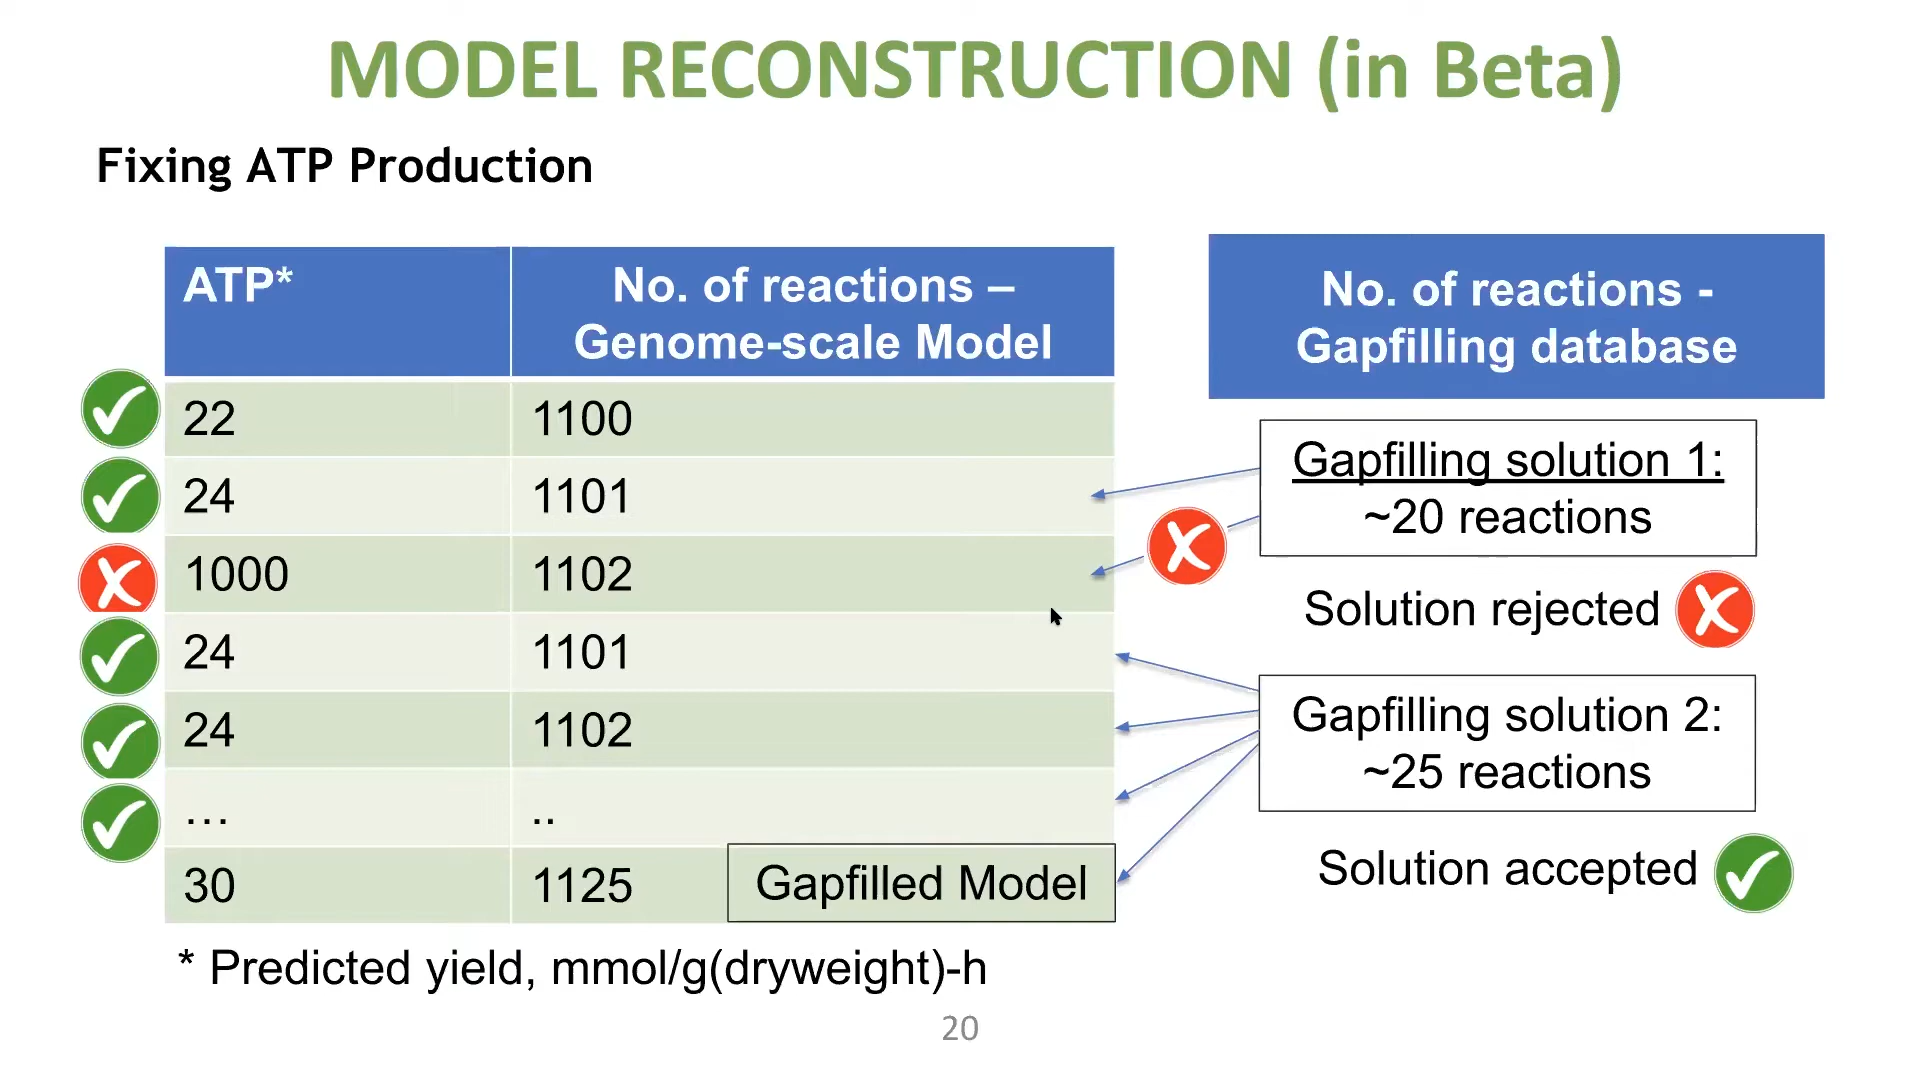 MODEL RECONSTRUCTION (in Beta)
Fixing ATP Production
ATP*
No. of reactions –
Genome-scale Model
22 1100
24 1101
1000 1102
24 1101
24 1102
... ..
30 1125 Gapfilled Model
* Predicted yield, mmol/g(dryweight)-h
No. of reactions -
Gapfilling database
Gapfilling solution 1:
~20 reactions
Solution rejected
Gapfilling solution 2:
~25 reactions
Solution accepted
20